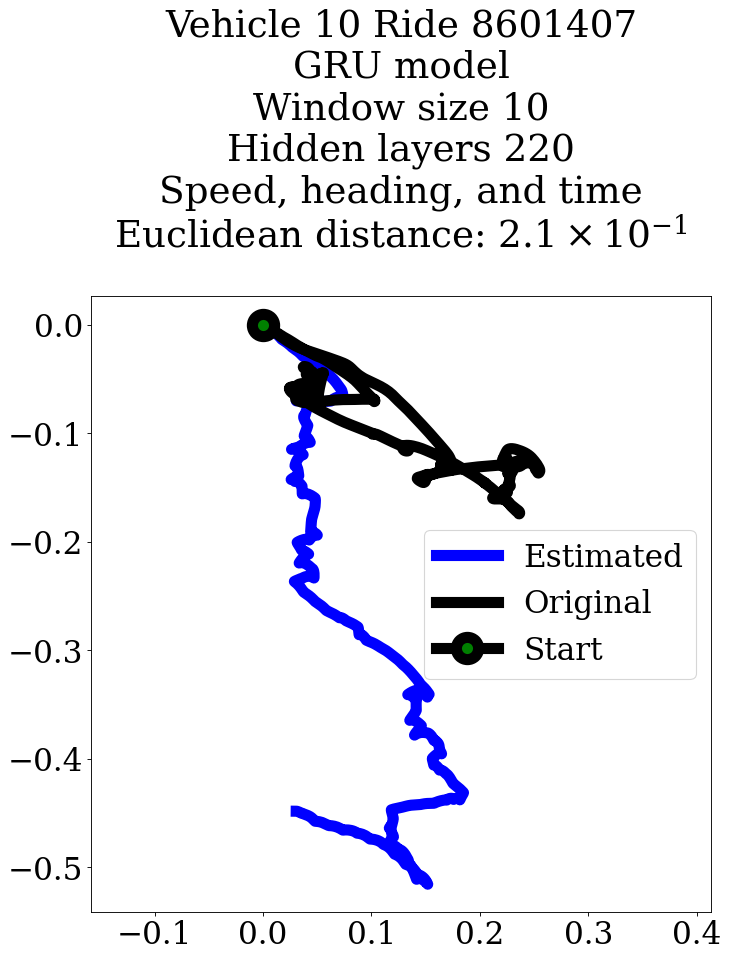 Vehicle 10 Ride 8601407
GRU model
Window size 10
Hidden layers 220
Speed, heading, and time
Euclidean distance: 2.1 × 10⁻¹
0.0
−0.1
−0.2
−0.3
−0.4
−0.5
Estimated
Original
Start
−0.1 0.0 0.1 0.2 0.3 0.4